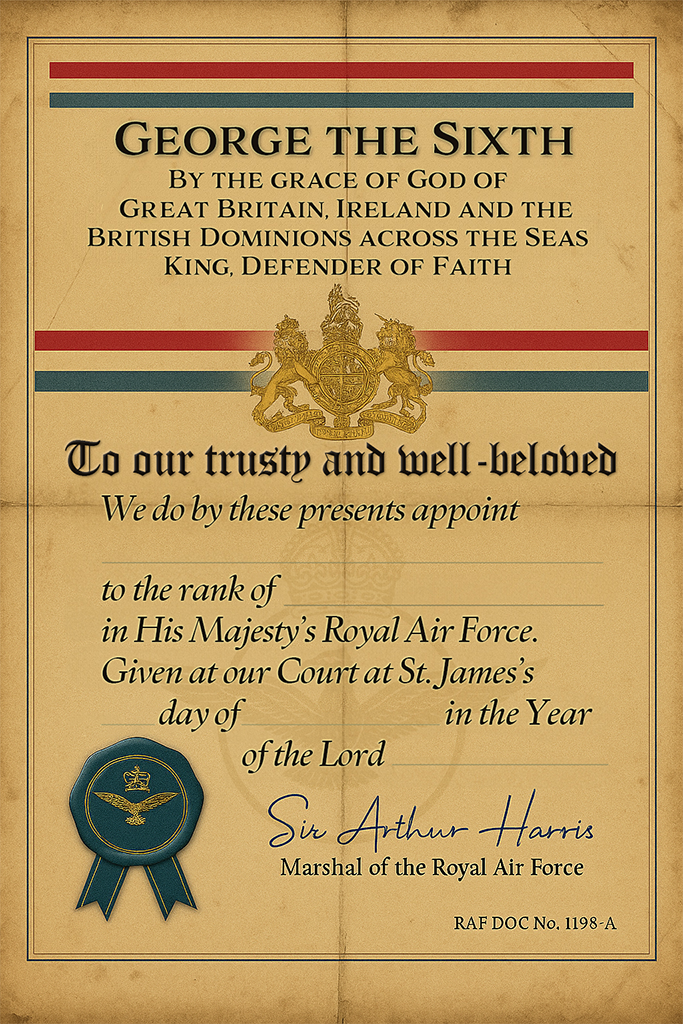 GEORGE THE SIXTH
BY THE GRACE OF GOD OF
GREAT BRITAIN, IRELAND AND THE
BRITISH DOMINIONS ACROSS THE SEAS
KING, DEFENDER OF FAITH
To our trusty and well-beloved
We do by these presents appoint
to the rank of
in His Majesty's Royal Air Force.
Given at our Court at St. James's
day of in the Year
of the Lord
Sir Arthur Harris
Marshal of the Royal Air Force
RAF DOC No. 1198-A